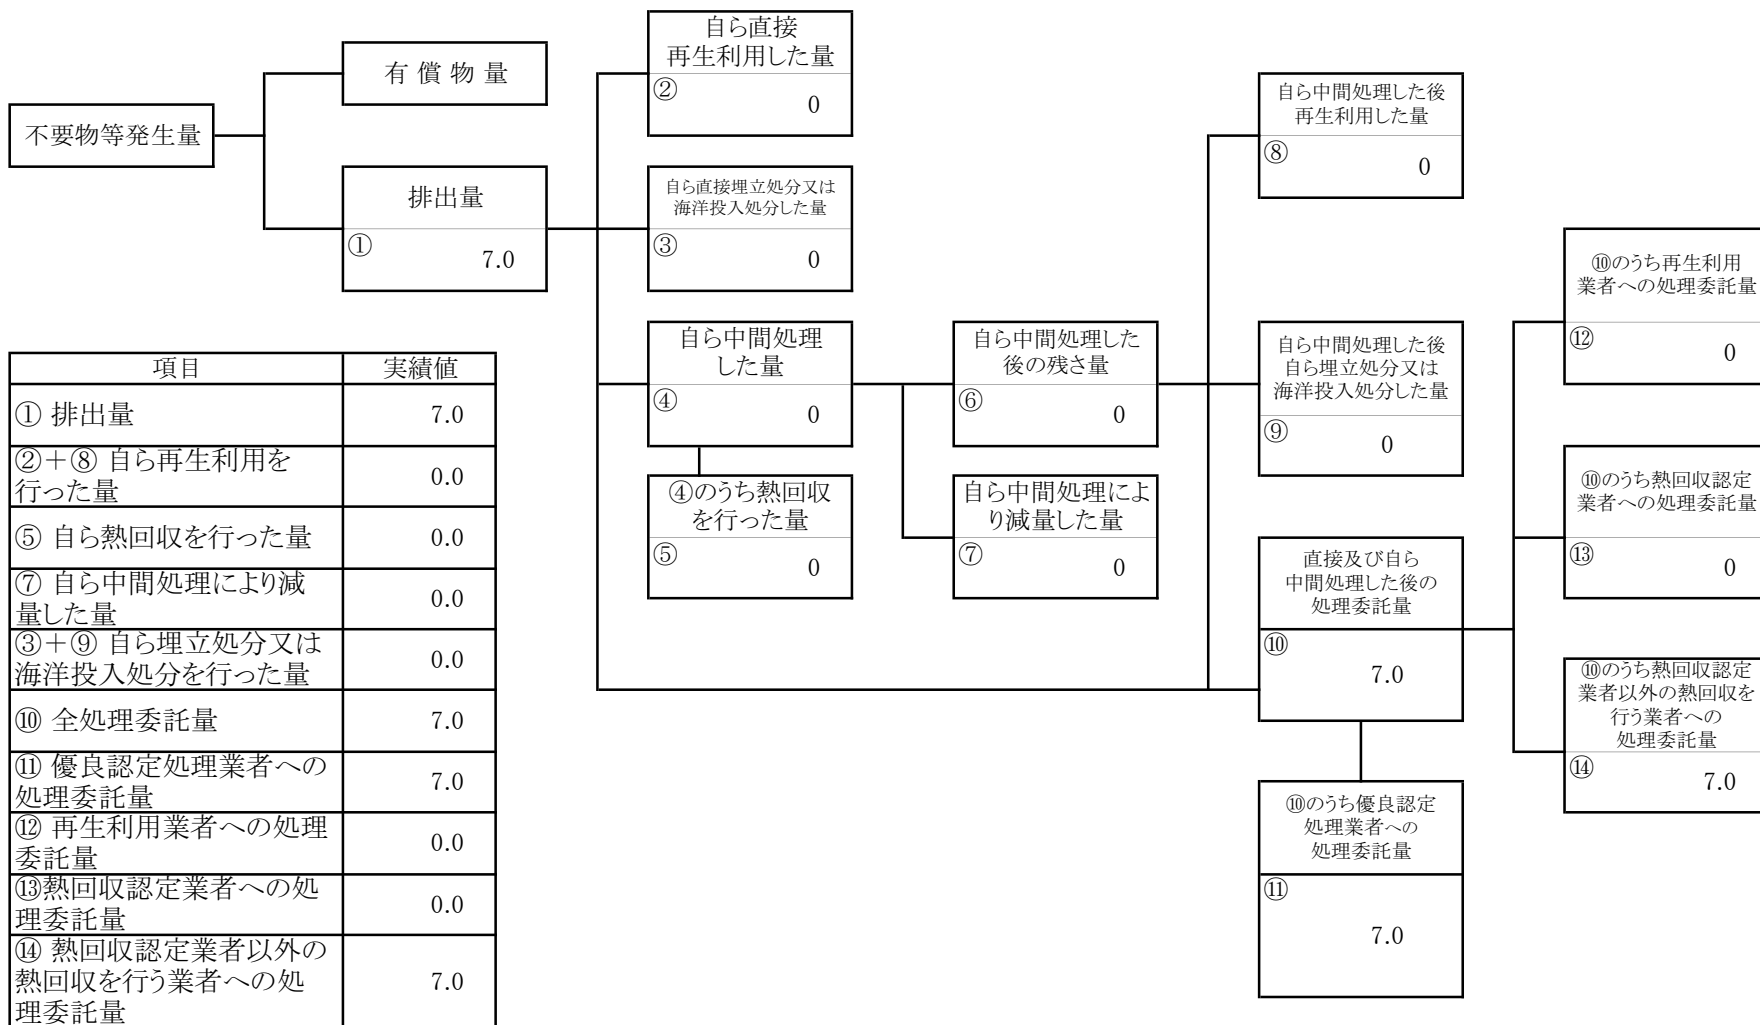 不要物等発生量
有償物量
排出量
①
7.0
自ら直接
再生利用した量
②
0
自ら直接埋立処分又は
海洋投入処分した量
③
0
自ら中間処理
した量
④
0
④のうち熱回収
を行った量
⑤
0
自ら中間処理した
後の残さ量
⑥
0
自ら中間処理によ
り減量した量
⑦
0
自ら中間処理した後
再生利用した量
⑧
0
自ら中間処理した後
自ら埋立処分又は
海洋投入処分した量
⑨
0
直接及び自ら
中間処理した後の
処理委託量
⑩
7.0
⑩のうち優良認定
処理業者への
処理委託量
⑪
7.0
⑩のうち再生利用
業者への処理委託量
⑫
0
⑩のうち熱回収認定
業者への処理委託量
⑬
0
⑩のうち熱回収認定
業者以外の熱回収を
行う業者への
処理委託量
⑭
7.0
項目 実績値
① 排出量 7.0
②＋⑧ 自ら再生利用を
行った量 0.0
⑤ 自ら熱回収を行った量 0.0
⑦ 自ら中間処理により減
量した量 0.0
③＋⑨ 自ら埋立処分又は
海洋投入処分を行った量 0.0
⑩ 全処理委託量 7.0
⑪ 優良認定処理業者への
処理委託量 7.0
⑫ 再生利用業者への処理
委託量 0.0
⑬熱回収認定業者への処
理委託量 0.0
⑭ 熱回収認定業者以外の
熱回収を行う業者への処
理委託量 7.0